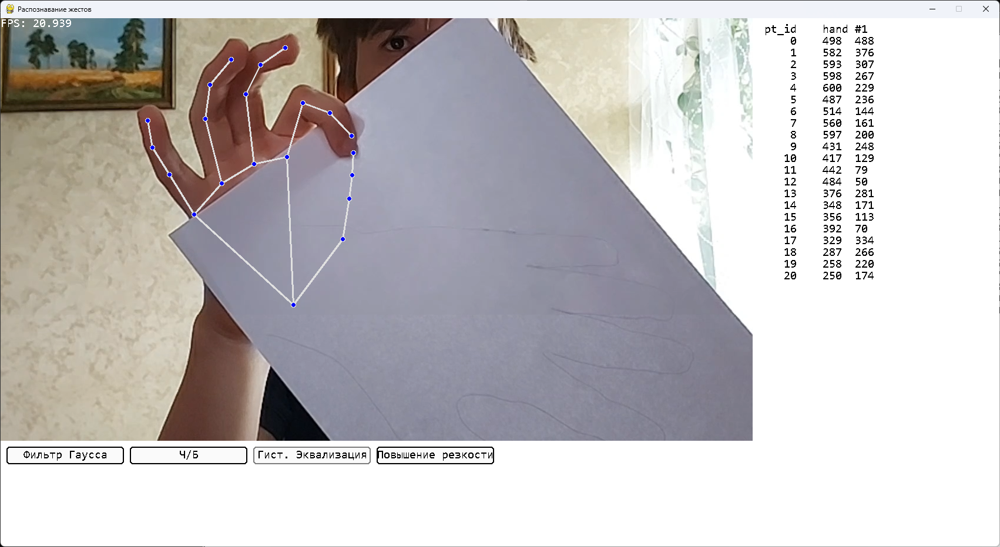 Распознавание жестов
FPS: 20.939
pt_id hand #1
0 498 488
1 582 376
2 593 307
3 598 267
4 600 229
5 487 236
6 514 144
7 560 161
8 597 200
9 431 248
10 417 129
11 442 79
12 484 50
13 376 281
14 348 171
15 356 113
16 392 70
17 329 334
18 287 266
19 258 220
20 250 174
Фильтр Гаусса
Ч/Б
Гист. Эквализация
Повышение резкости